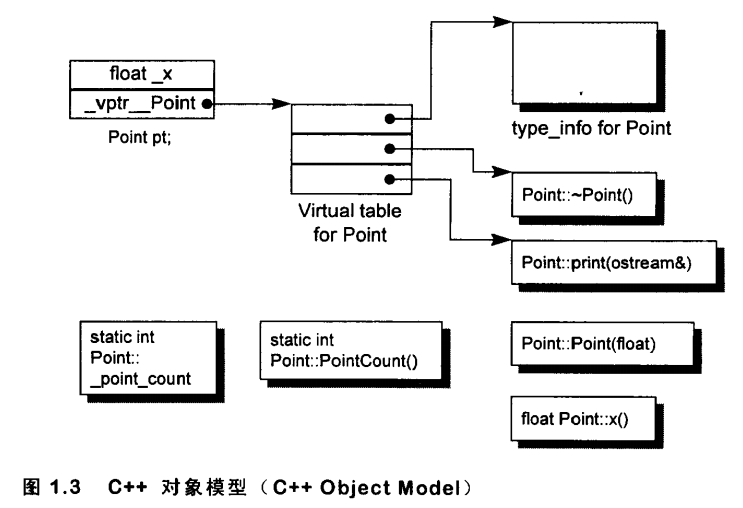 float _x
_vptr__Point
Point pt;
Virtual table
for Point
type_info for Point
Point::~Point()
Point::print(ostream&)
static int
Point::
_point_count
static int
Point::PointCount()
Point::Point(float)
float Point::x()
图 1.3 C++ 对象模型（C++ Object Model）